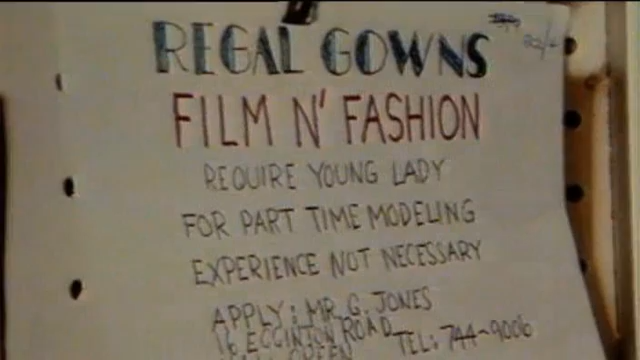 REGAL GOWNS
FILM N' FASHION
REQUIRE YOUNG LADY
FOR PART TIME MODELING
EXPERIENCE NOT NECESSARY
APPLY: MR. G. JONES
16 EGGINTON ROAD
TEL: 744-9006
GREEN